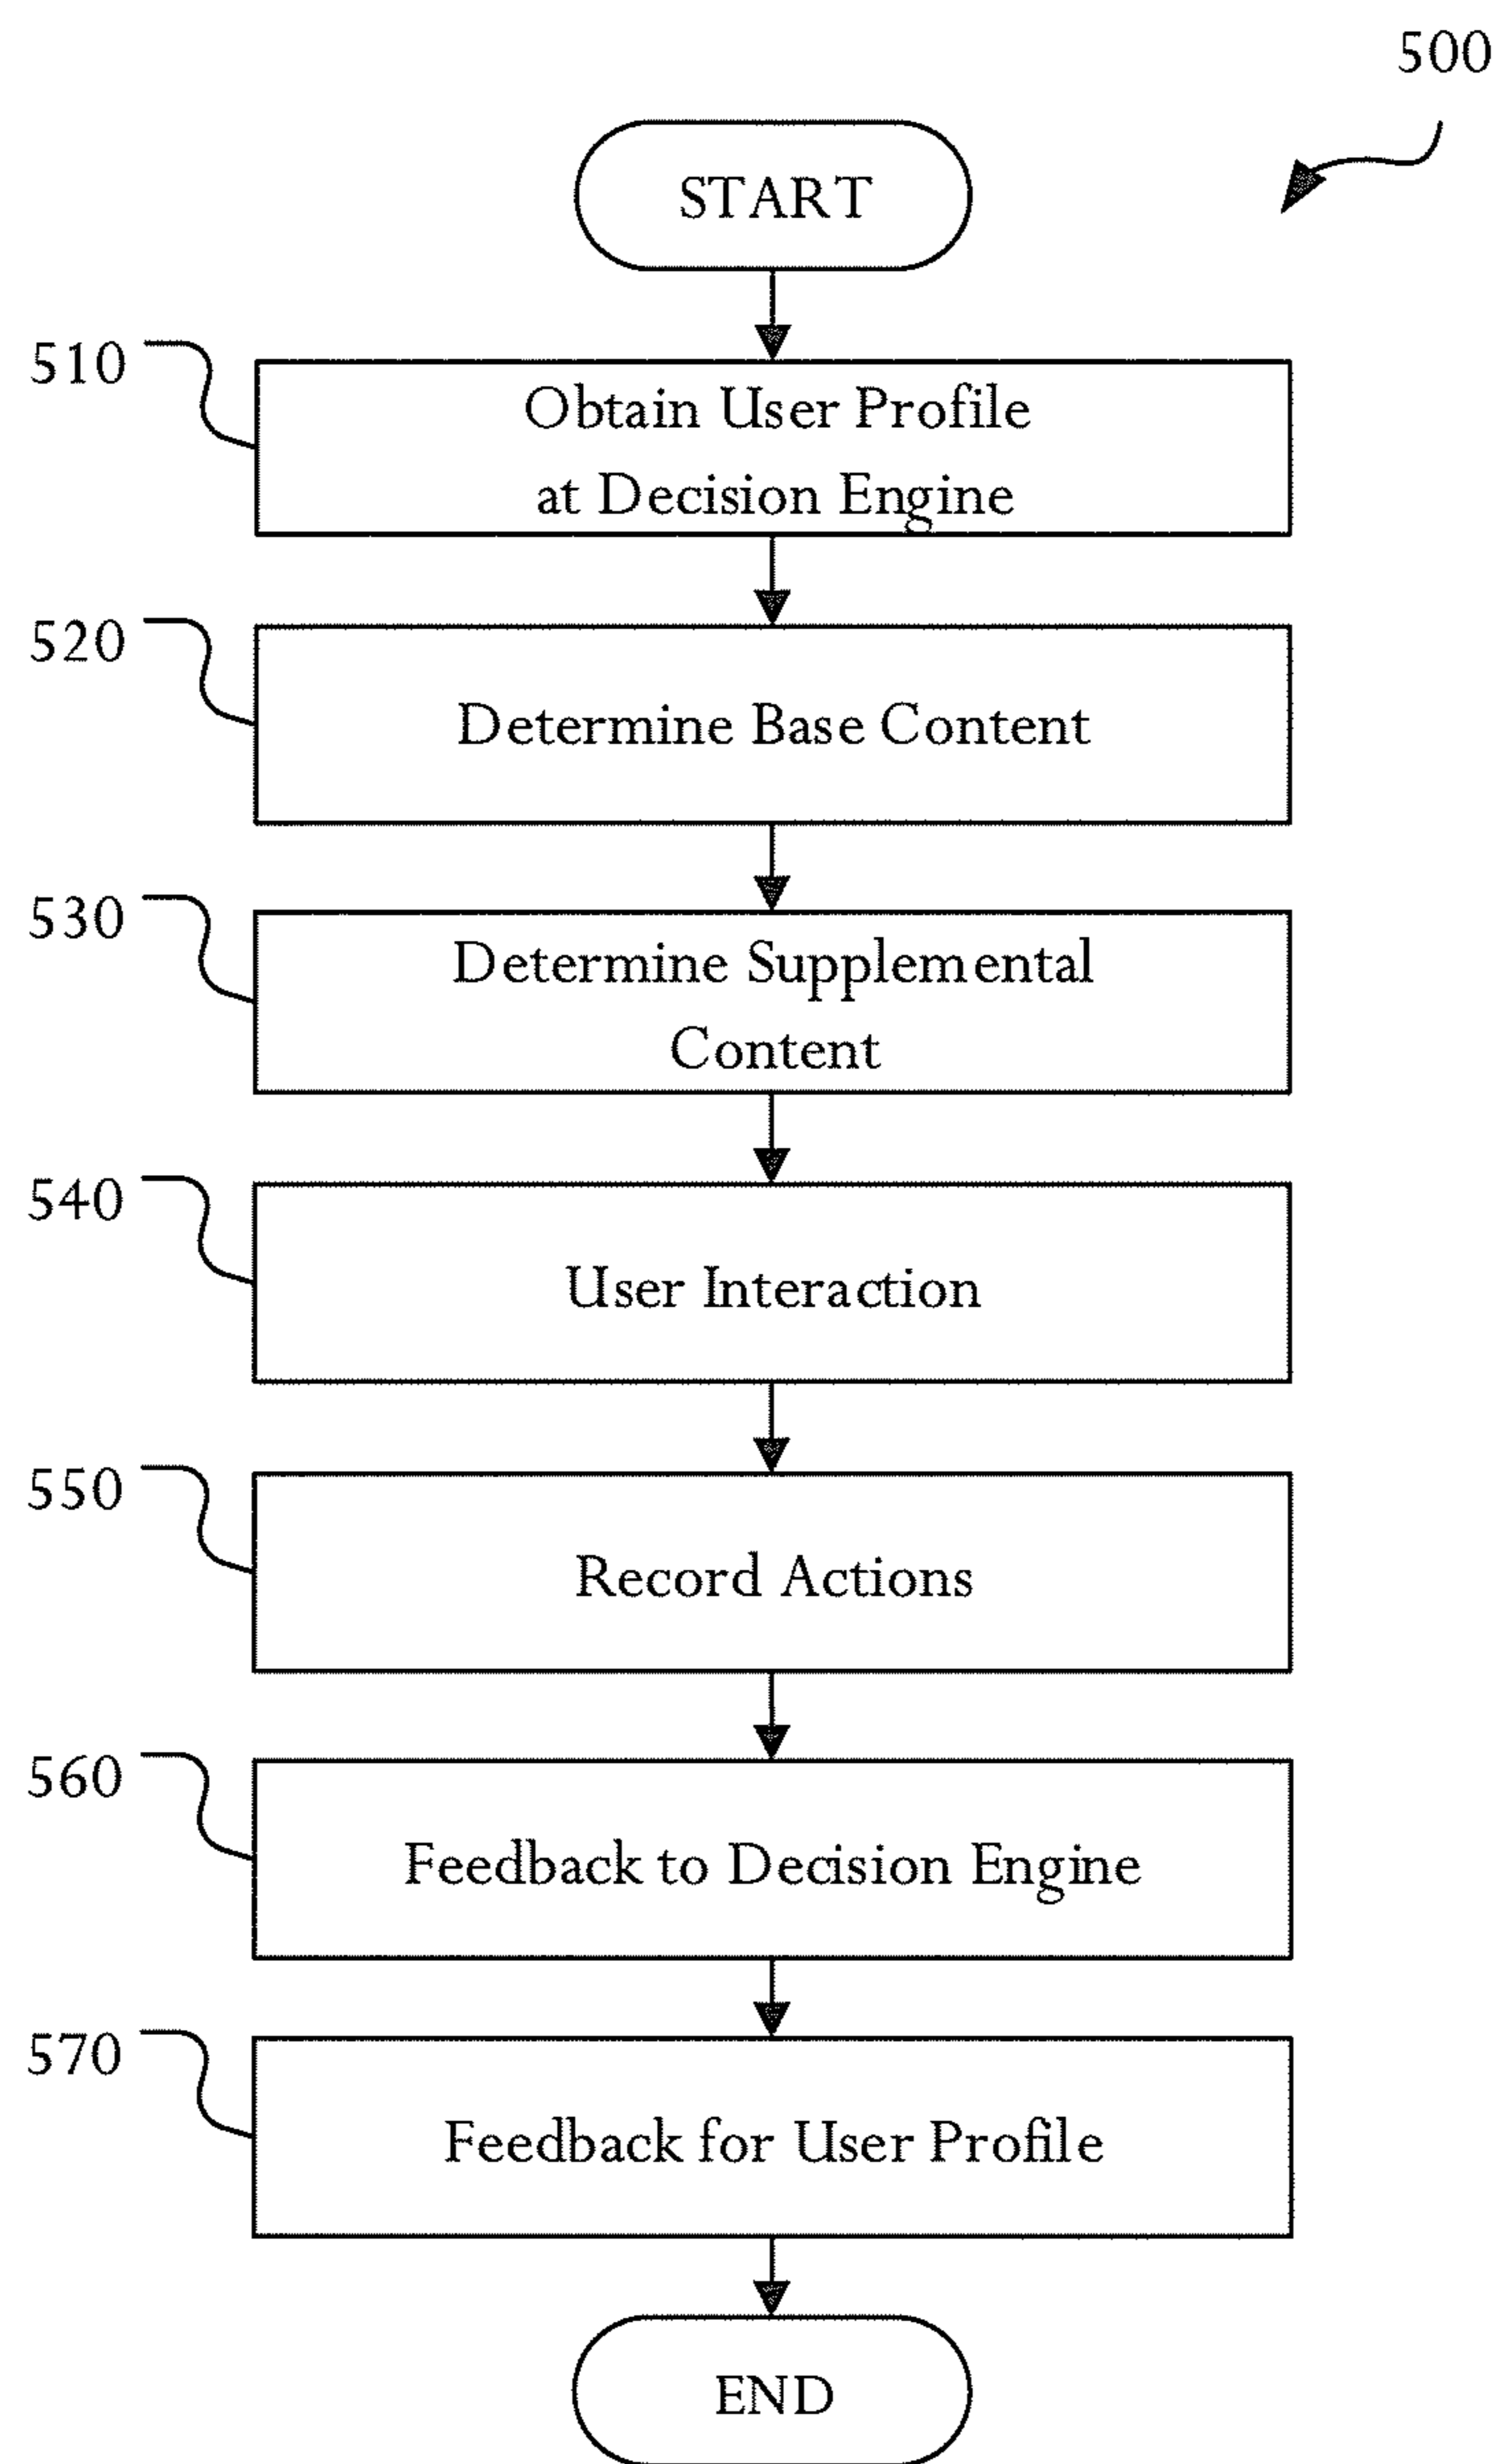 500
START
510
Obtain User Profile
at Decision Engine
520
Determine Base Content
530
Determine Supplemental
Content
540
User Interaction
550
Record Actions
560
Feedback to Decision Engine
570
Feedback for User Profile
END